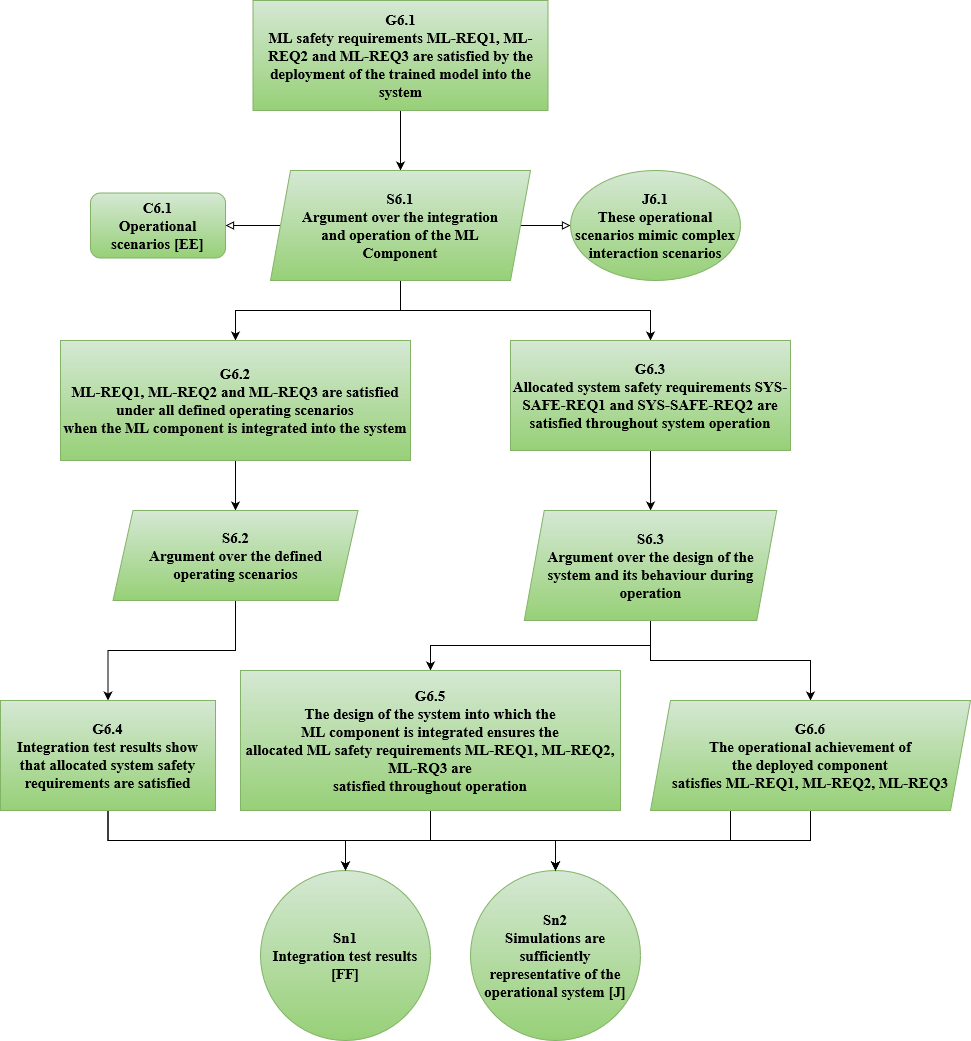 G6.1
ML safety requirements ML-REQ1, ML-
REQ2 and ML-REQ3 are satisfied by the
deployment of the trained model into the
system
C6.1
Operational
scenarios [EE]
S6.1
Argument over the integration
and operation of the ML
Component
J6.1
These operational
scenarios mimic complex
interaction scenarios
G6.2
ML-REQ1, ML-REQ2 and ML-REQ3 are satisfied
under all defined operating scenarios
when the ML component is integrated into the system
G6.3
Allocated system safety requirements SYS-
SAFE-REQ1 and SYS-SAFE-REQ2 are
satisfied throughout system operation
S6.2
Argument over the defined
operating scenarios
S6.3
Argument over the design of the
system and its behaviour during
operation
G6.4
Integration test results show
that allocated system safety
requirements are satisfied
G6.5
The design of the system into which the
ML component is integrated ensures the
allocated ML safety requirements ML-REQ1, ML-REQ2,
ML-RQ3 are
satisfied throughout operation
G6.6
The operational achievement of
the deployed component
satisfies ML-REQ1, ML-REQ2, ML-REQ3
Sn1
Integration test results
[FF]
Sn2
Simulations are
sufficiently
representative of the
operational system [J]